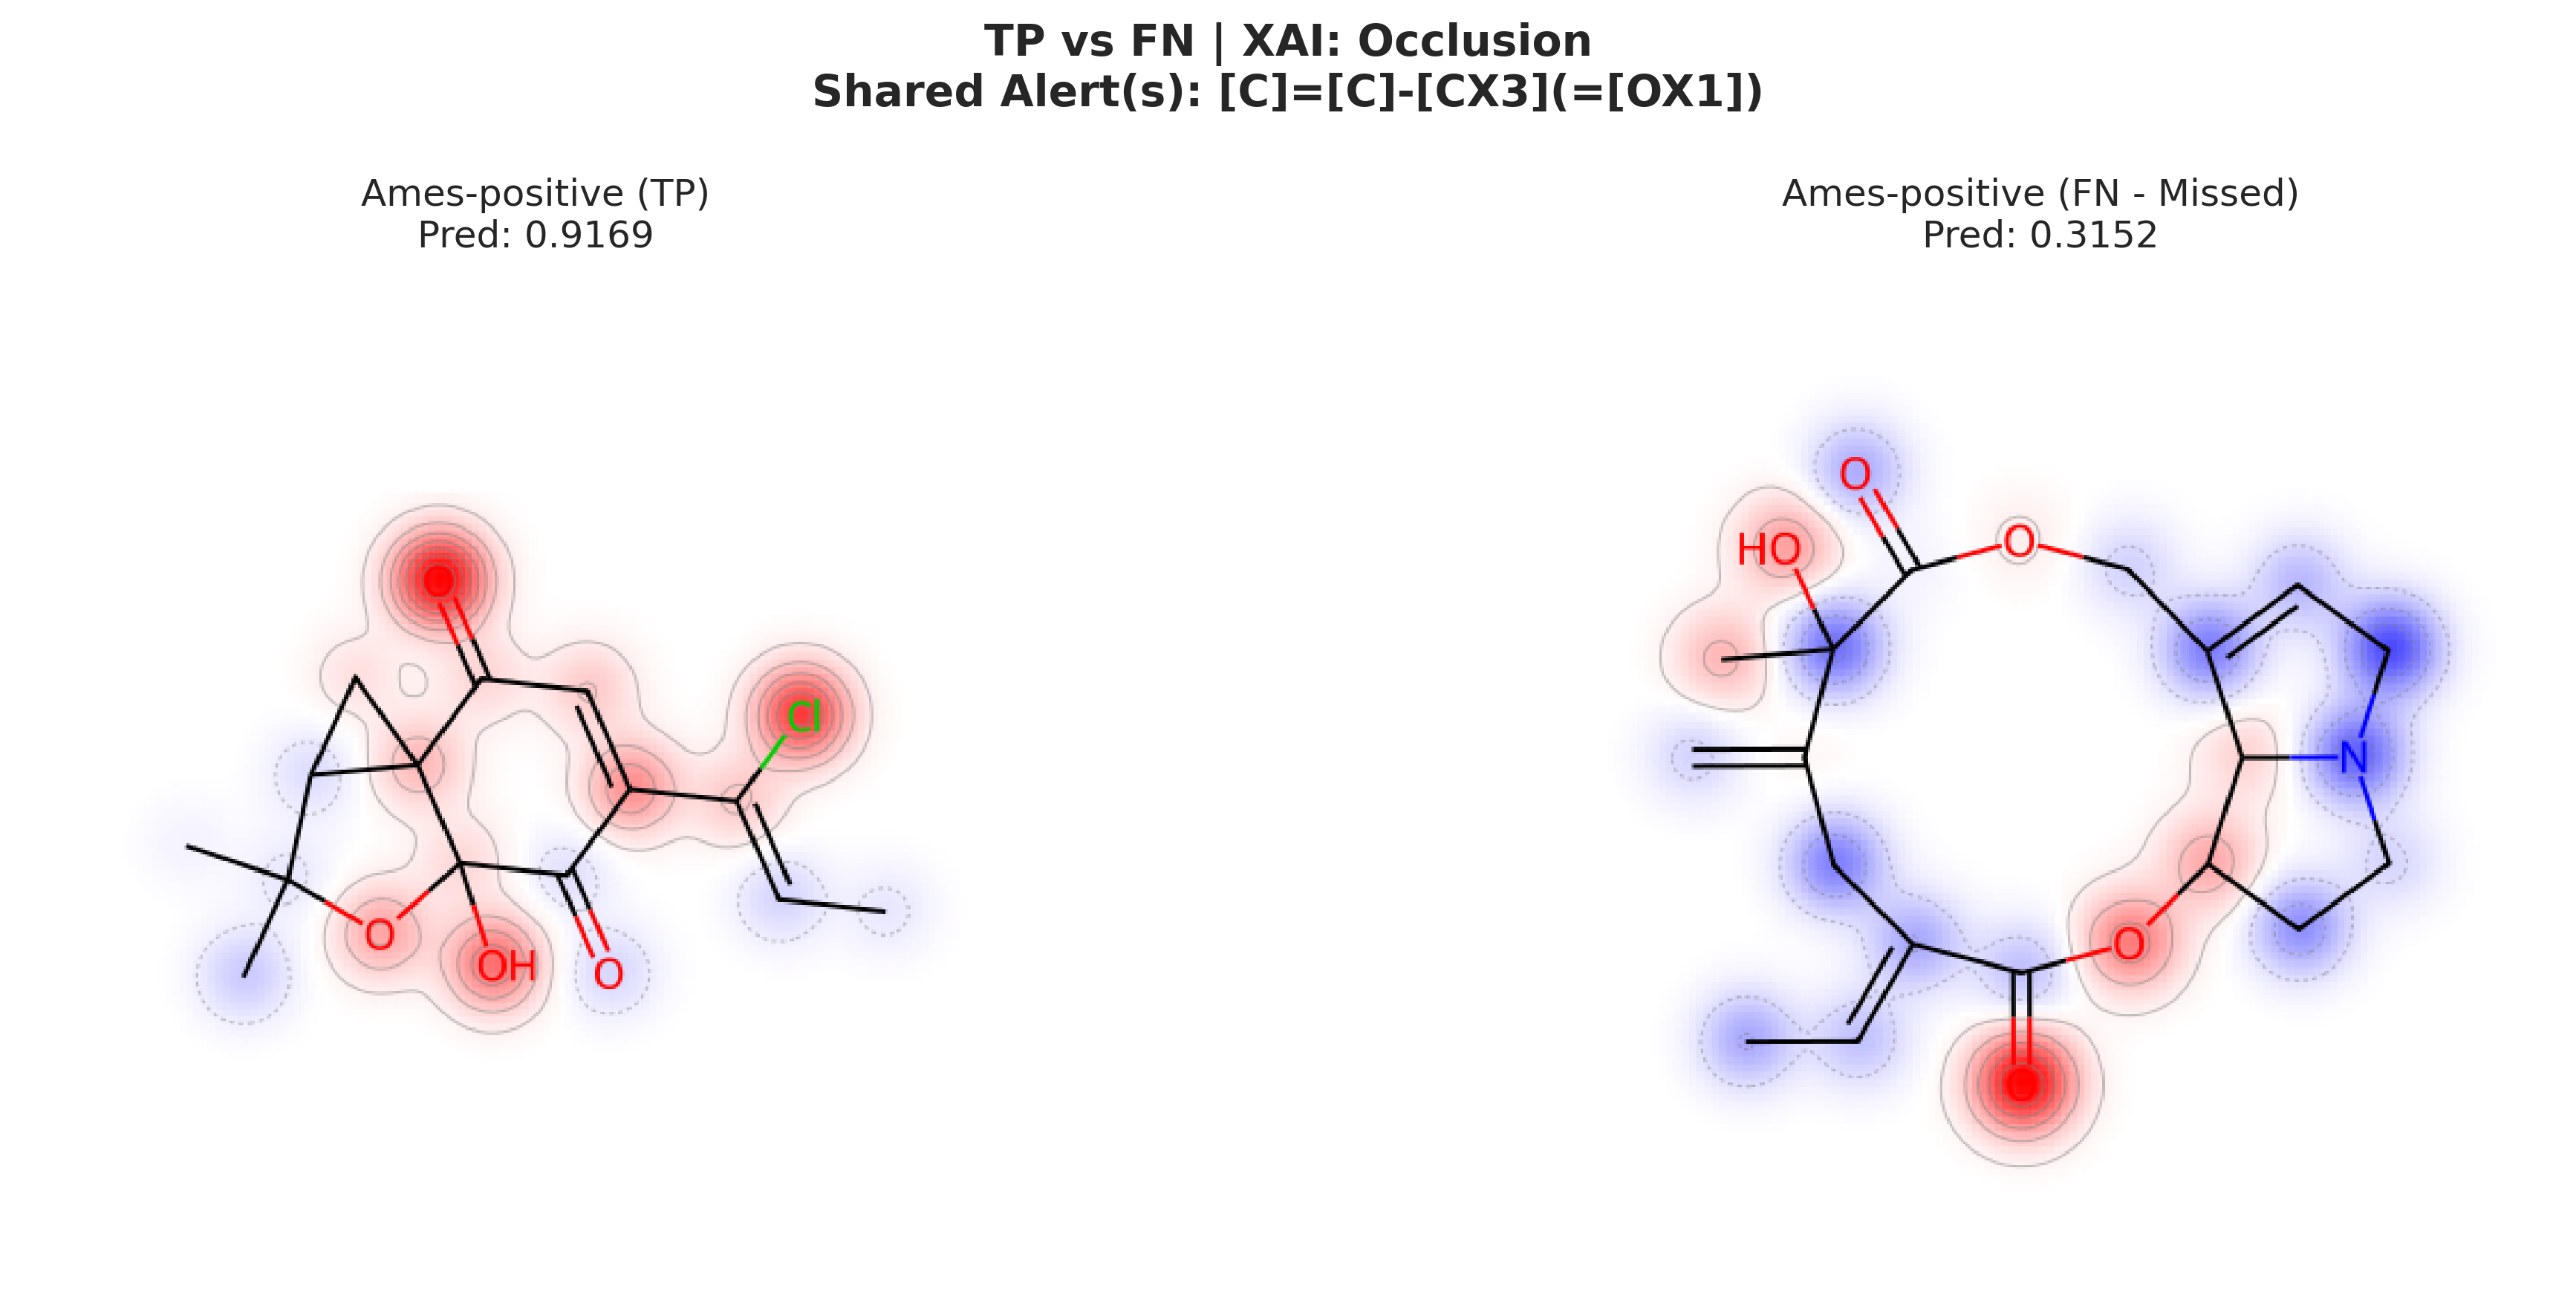 TP vs FN | XAI: Occlusion
Shared Alert(s): [C]=[C]-[CX3](=[OX1])
Ames-positive (TP)
Pred: 0.9169
Ames-positive (FN - Missed)
Pred: 0.3152
O
Cl
O
OH
O
O
HO
O
N
O
O